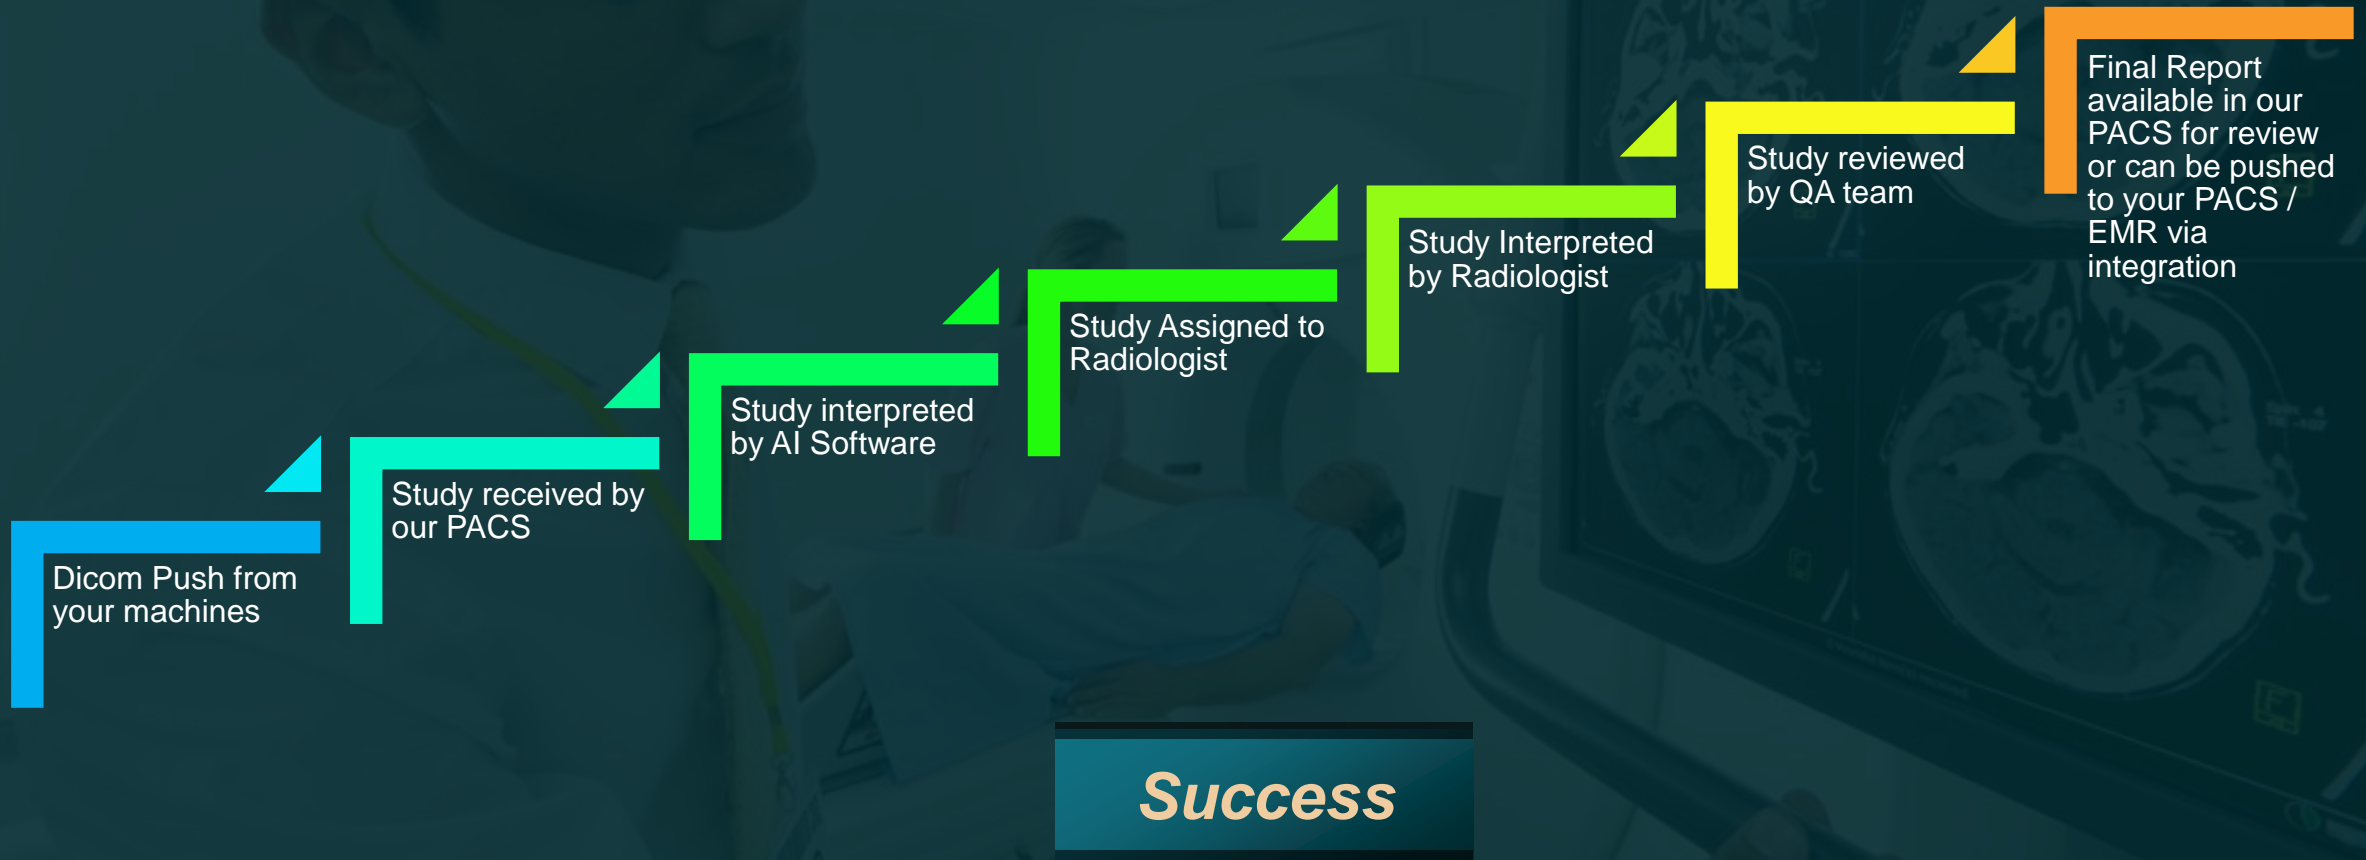 Dicom Push from
your machines
Study received by
our PACS
Study interpreted
by AI Software
Study Assigned to
Radiologist
Study Interpreted
by Radiologist
Study reviewed
by QA team
Final Report
available in our
PACS for review
or can be pushed
to your PACS /
EMR via
integration
Success